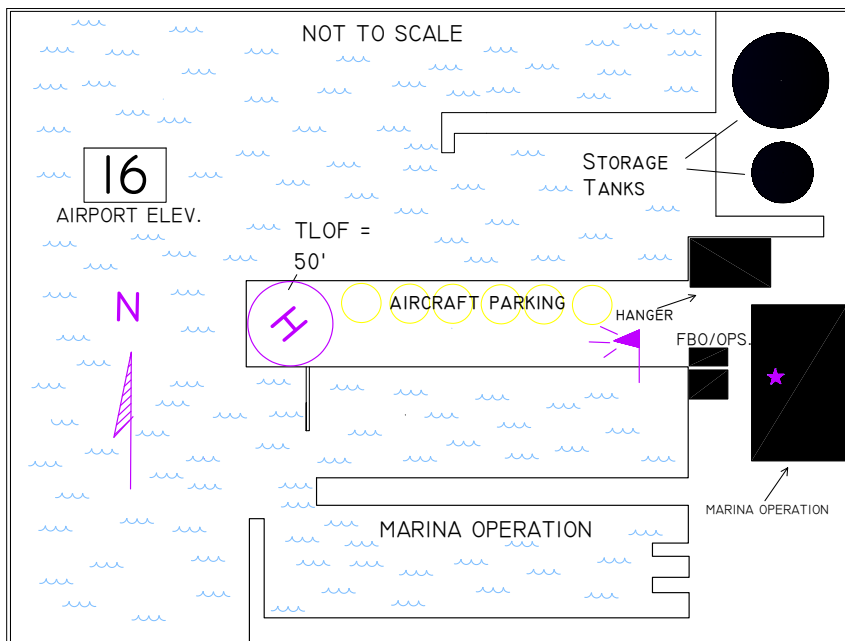 NOT TO SCALE
STORAGE
TANKS
16
AIRPORT ELEV.
TLOF =
50'
N
H
AIRCRAFT PARKING
HANGER
FBO/OPS.
MARINA OPERATION
MARINA OPERATION